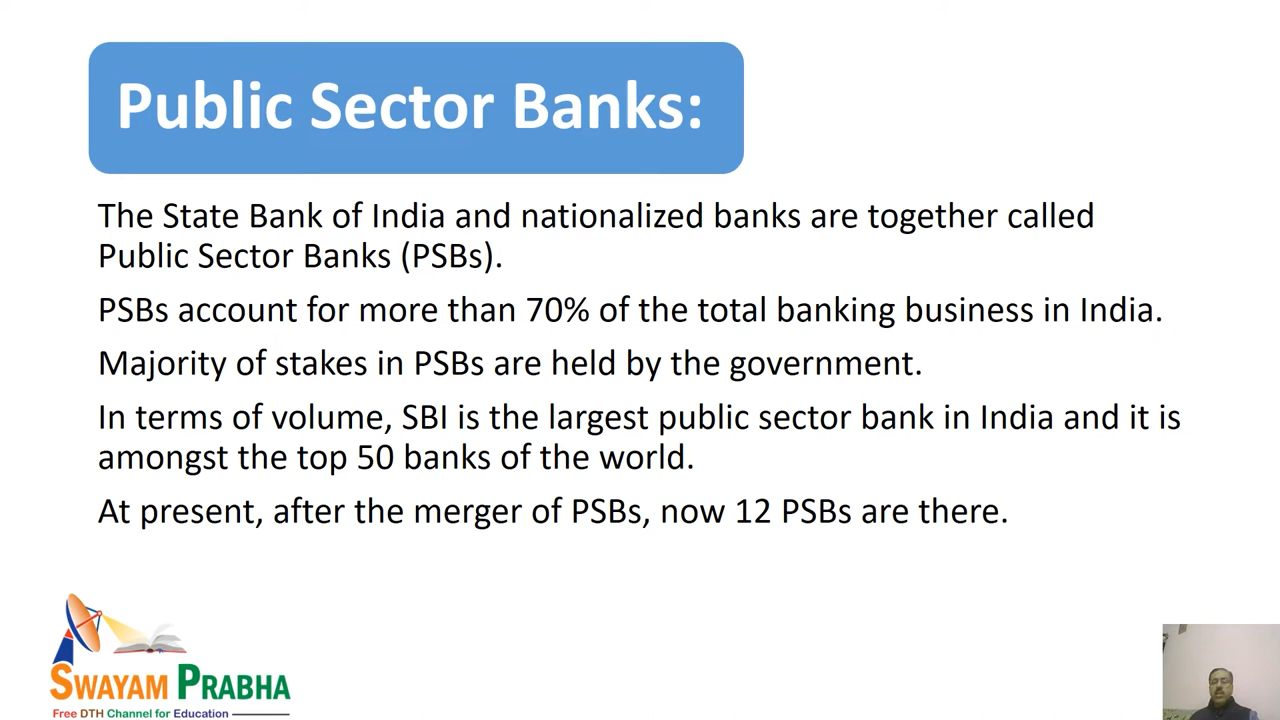 Public Sector Banks:
The State Bank of India and nationalized banks are together called
Public Sector Banks (PSBs).
PSBs account for more than 70% of the total banking business in India.
Majority of stakes in PSBs are held by the government.
In terms of volume, SBI is the largest public sector bank in India and it is
amongst the top 50 banks of the world.
At present, after the merger of PSBs, now 12 PSBs are there.
SWAYAM PRABHA
Free DTH Channel for Education